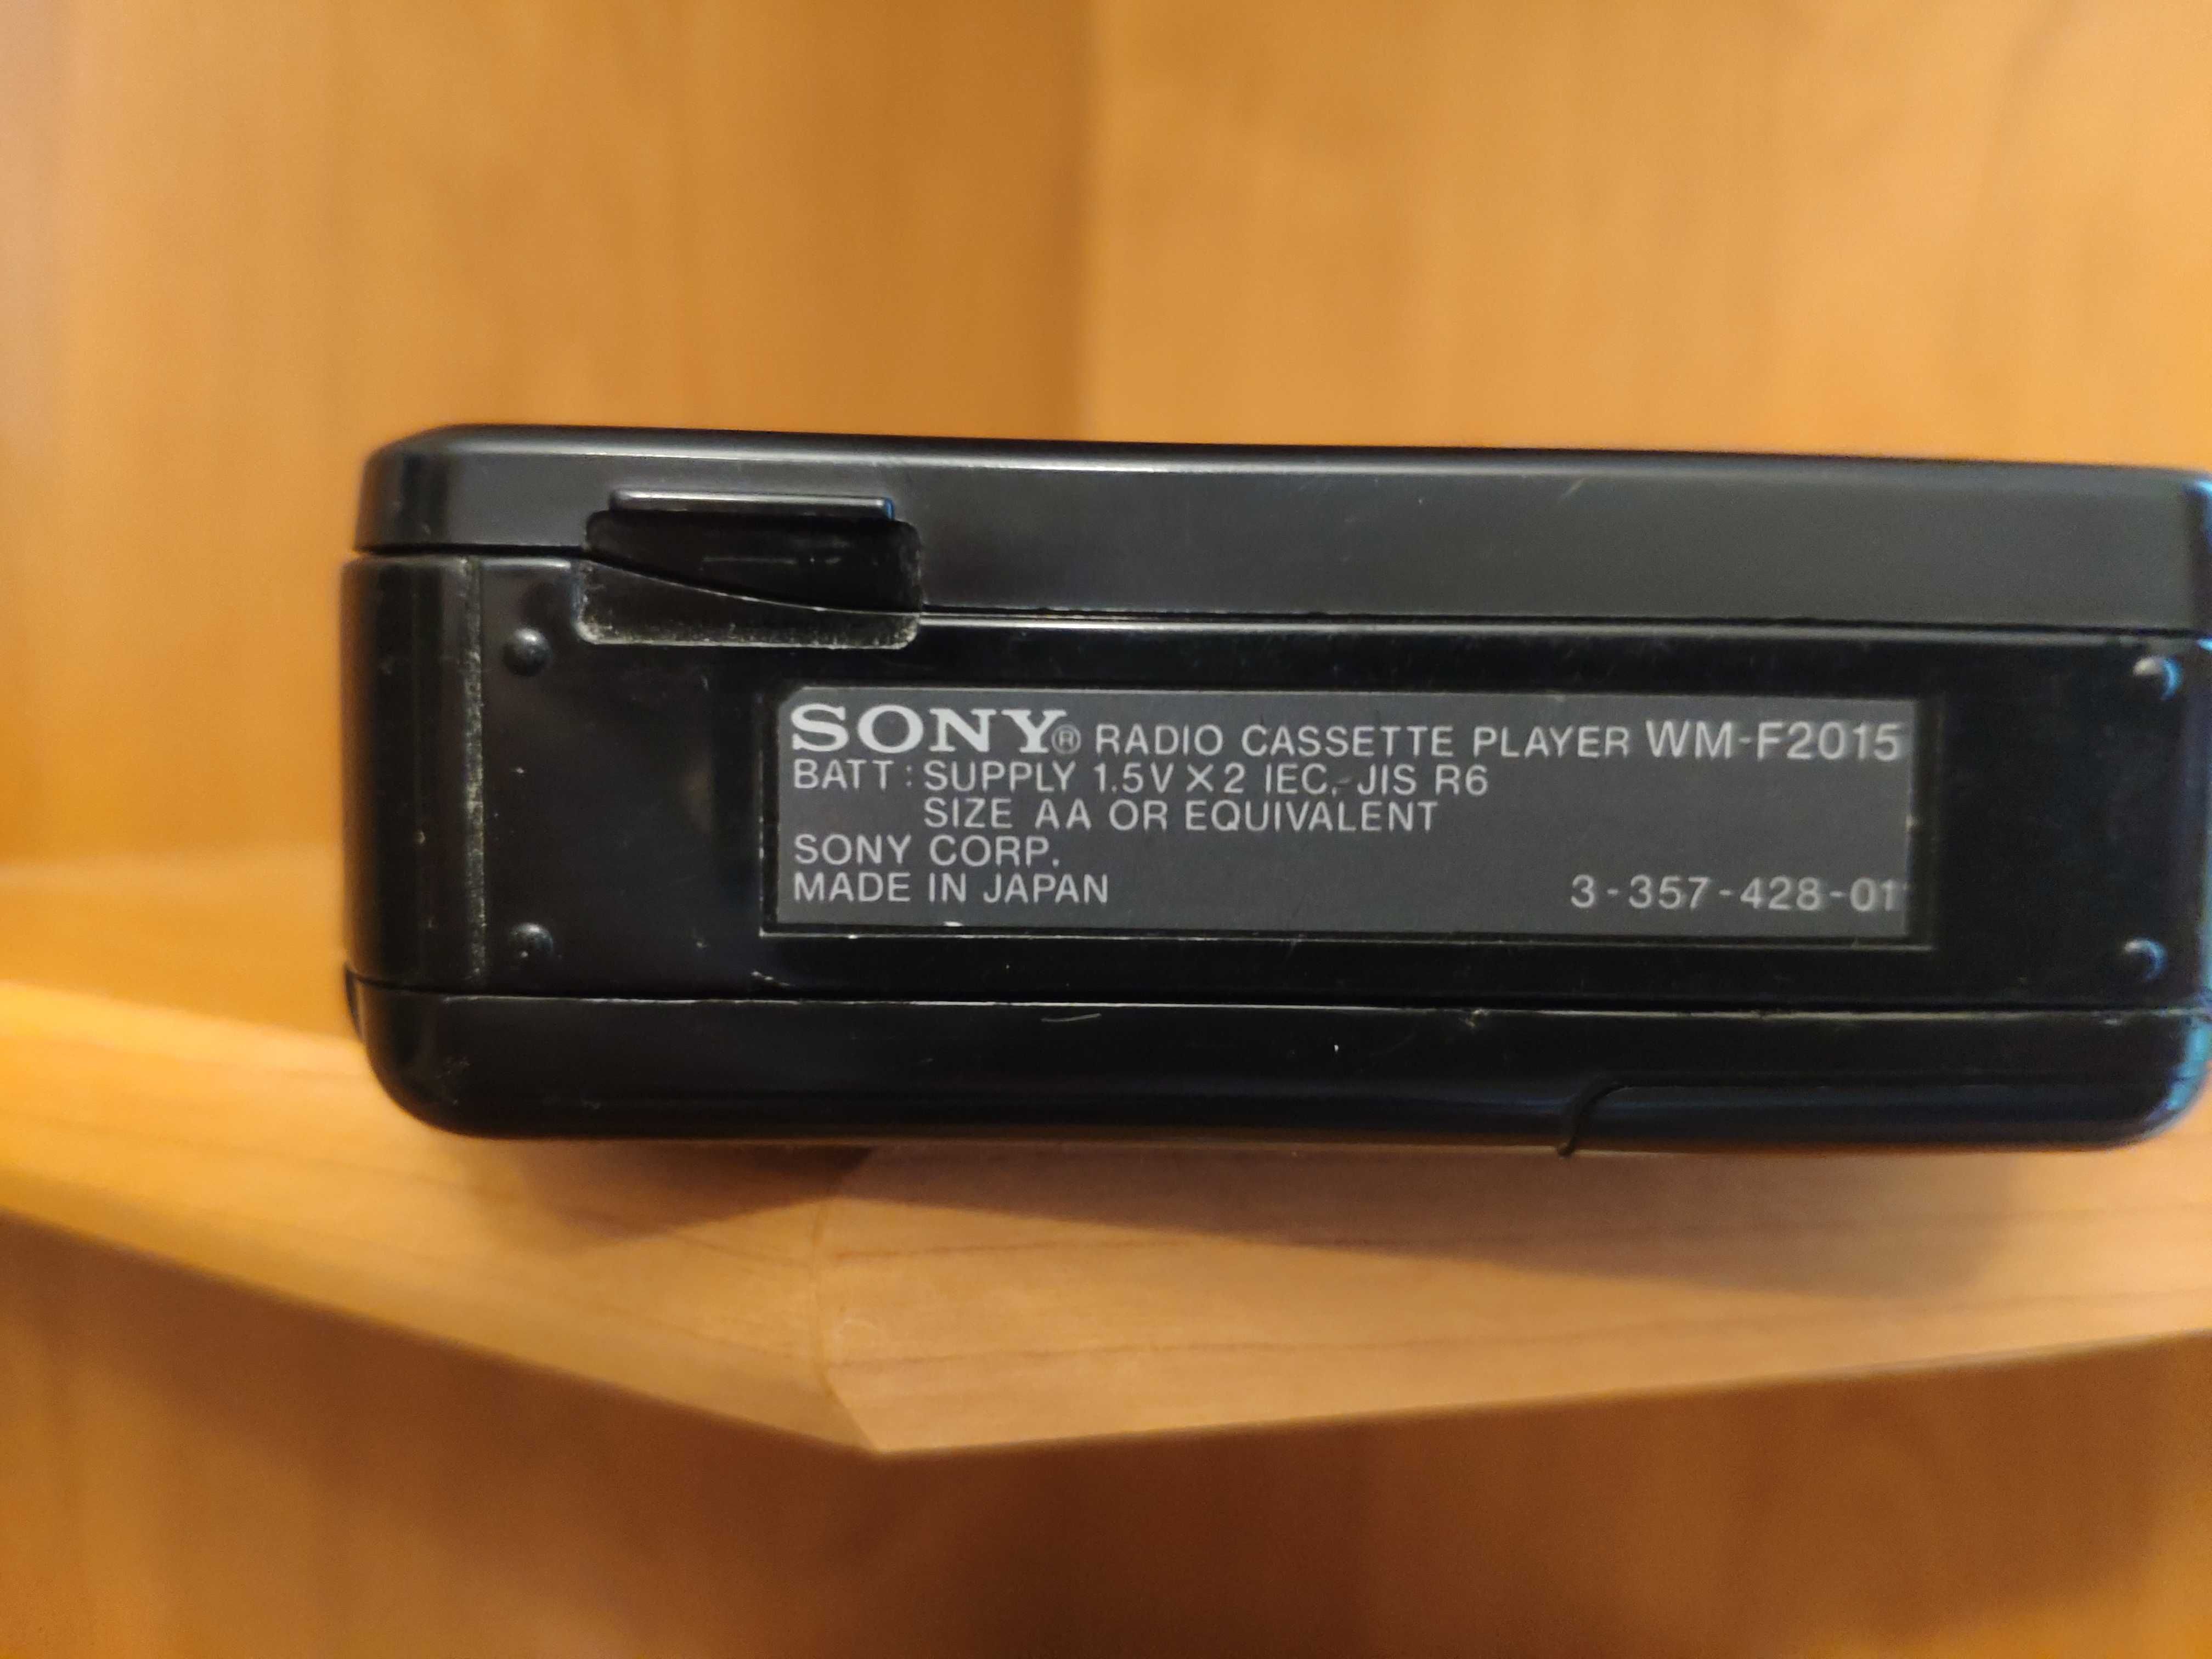 SONY® RADIO CASSETTE PLAYER WM-F2015
BATT: SUPPLY 1.5V×2 IEC, JIS R6
SIZE AA OR EQUIVALENT
SONY CORP.
MADE IN JAPAN 3-357-428-01